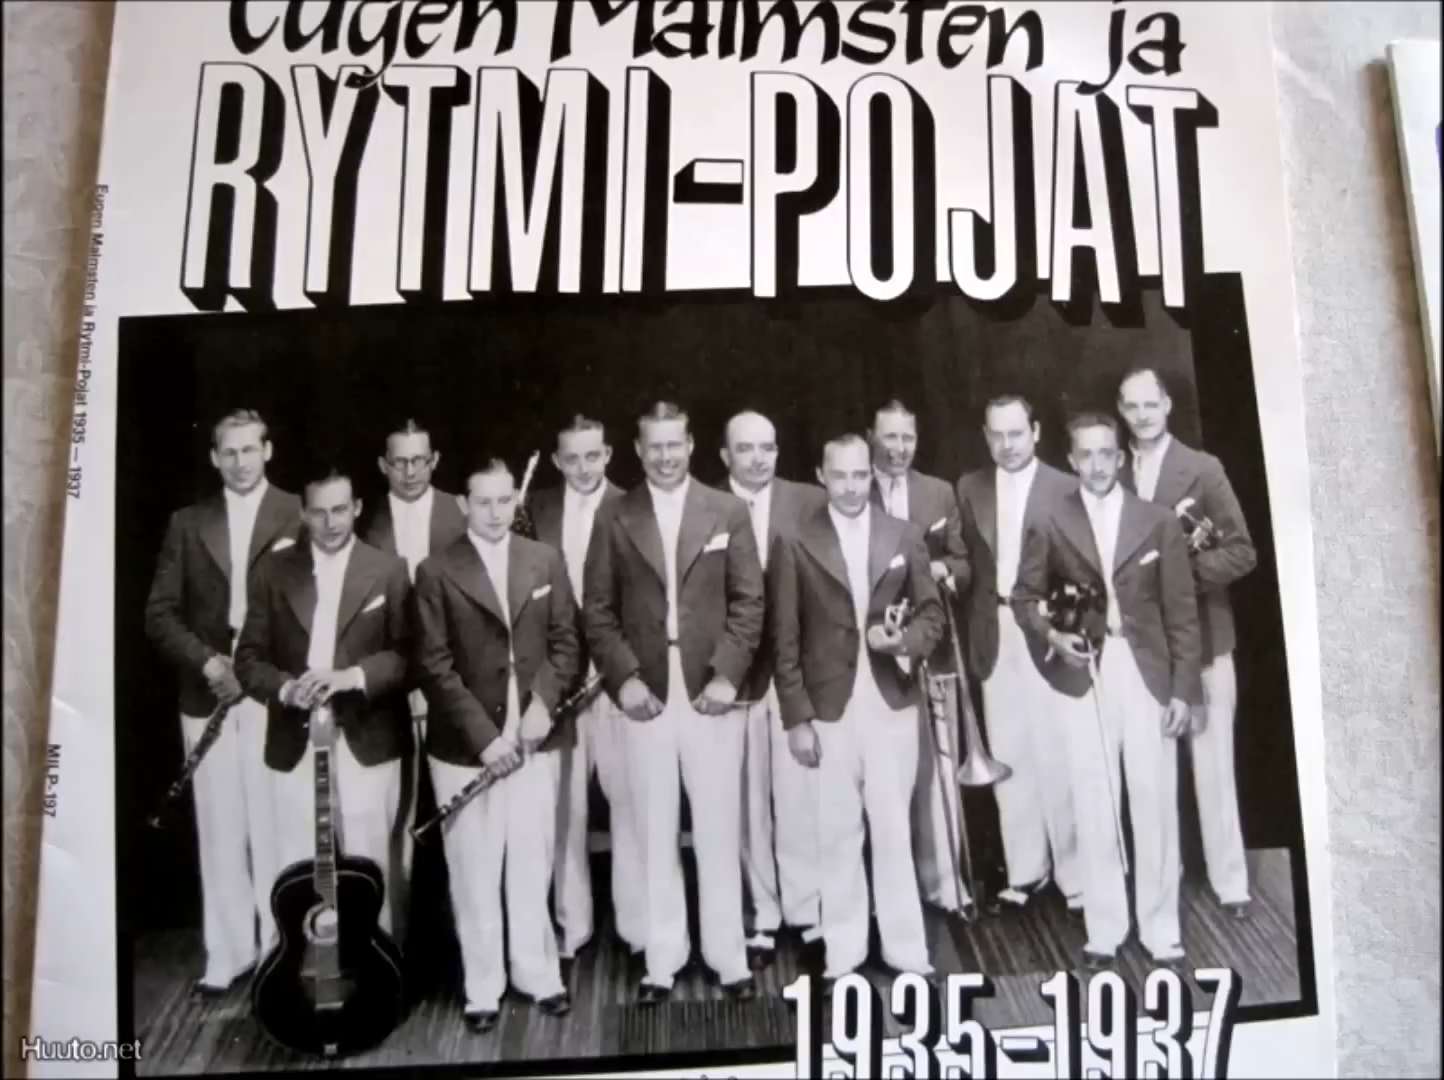 Eugen Malmsten ja
RYTMI-POJAT
Eugen Malmsten ja Rytmi-Pojat 1935 — 1937
MILP-197
1935-1937
Huuto.net